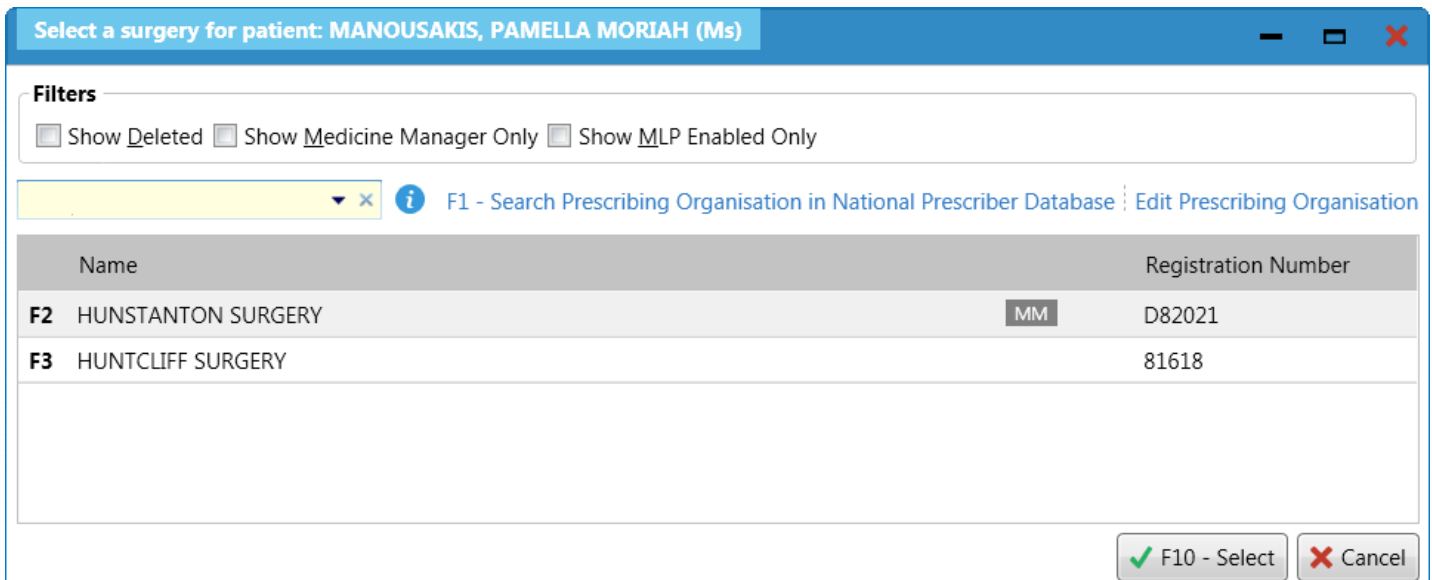 Select a surgery for patient: MANOUSAKIS, PAMELLA MORIAH (Ms)
Filters
Show Deleted Show Medicine Manager Only Show MLP Enabled Only
F1 - Search Prescribing Organisation in National Prescriber Database Edit Prescribing Organisation
Name Registration Number
F2 HUNSTANTON SURGERY MM D82021
F3 HUNTCLIFF SURGERY 81618
F10 - Select Cancel